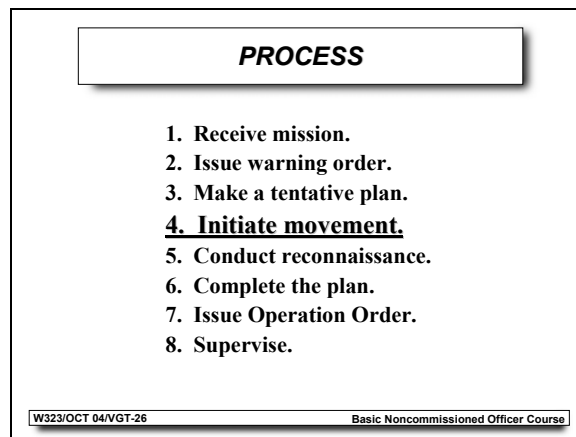 PROCESS
1. Receive mission.
2. Issue warning order.
3. Make a tentative plan.
4. Initiate movement.
5. Conduct reconnaissance.
6. Complete the plan.
7. Issue Operation Order.
8. Supervise.
W323/OCT 04/VGT-26 Basic Noncommissioned Officer Course